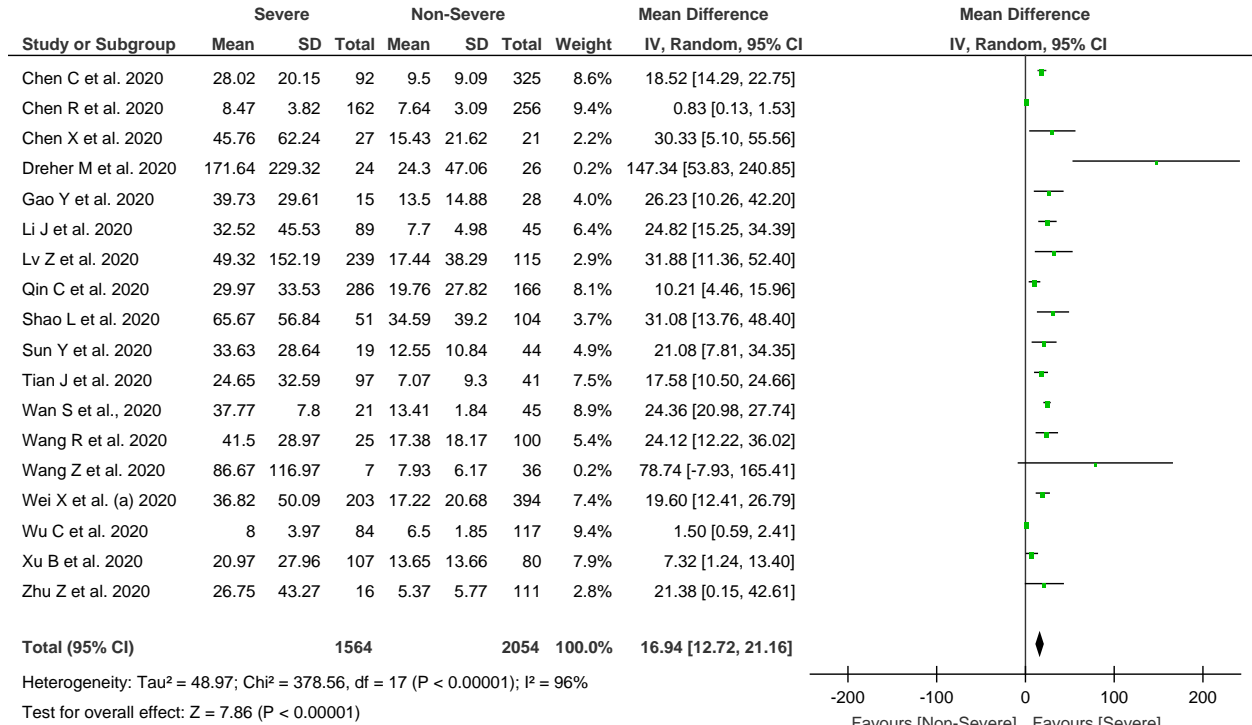 Severe Non-Severe Mean Difference Mean Difference
Study or Subgroup Mean SD Total Mean SD Total Weight IV, Random, 95% CI IV, Random, 95% CI
Chen C et al. 2020 28.02 20.15 92 9.5 9.09 325 8.6% 18.52 [14.29, 22.75]
Chen R et al. 2020 8.47 3.82 162 7.64 3.09 256 9.4% 0.83 [0.13, 1.53]
Chen X et al. 2020 45.76 62.24 27 15.43 21.62 21 2.2% 30.33 [5.10, 55.56]
Dreher M et al. 2020 171.64 229.32 24 24.3 47.06 26 0.2% 147.34 [53.83, 240.85]
Gao Y et al. 2020 39.73 29.61 15 13.5 14.88 28 4.0% 26.23 [10.26, 42.20]
Li J et al. 2020 32.52 45.53 89 7.7 4.98 45 6.4% 24.82 [15.25, 34.39]
Lv Z et al. 2020 49.32 152.19 239 17.44 38.29 115 2.9% 31.88 [11.36, 52.40]
Qin C et al. 2020 29.97 33.53 286 19.76 27.82 166 8.1% 10.21 [4.46, 15.96]
Shao L et al. 2020 65.67 56.84 51 34.59 39.2 104 3.7% 31.08 [13.76, 48.40]
Sun Y et al. 2020 33.63 28.64 19 12.55 10.84 44 4.9% 21.08 [7.81, 34.35]
Tian J et al. 2020 24.65 32.59 97 7.07 9.3 41 7.5% 17.58 [10.50, 24.66]
Wan S et al., 2020 37.77 7.8 21 13.41 1.84 45 8.9% 24.36 [20.98, 27.74]
Wang R et al. 2020 41.5 28.97 25 17.38 18.17 100 5.4% 24.12 [12.22, 36.02]
Wang Z et al. 2020 86.67 116.97 7 7.93 6.17 36 0.2% 78.74 [-7.93, 165.41]
Wei X et al. (a) 2020 36.82 50.09 203 17.22 20.68 394 7.4% 19.60 [12.41, 26.79]
Wu C et al. 2020 8 3.97 84 6.5 1.85 117 9.4% 1.50 [0.59, 2.41]
Xu B et al. 2020 20.97 27.96 107 13.65 13.66 80 7.3% 7.32 [1.24, 13.40]
Zhu Z et al. 2020 26.75 43.27 16 5.37 5.77 111 2.8% 21.38 [0.15, 42.61]
Total (95% CI) 1564 2054 100.0% 16.94 [12.72, 21.16]
Heterogeneity: Tau² = 48.97; Chi² = 378.56, df = 17 (P < 0.00001); I² = 96%
-200 -100 0 100 200
Test for overall effect: Z = 7.86 (P < 0.00001)
Favours [Non-Severe] Favours [Severe]